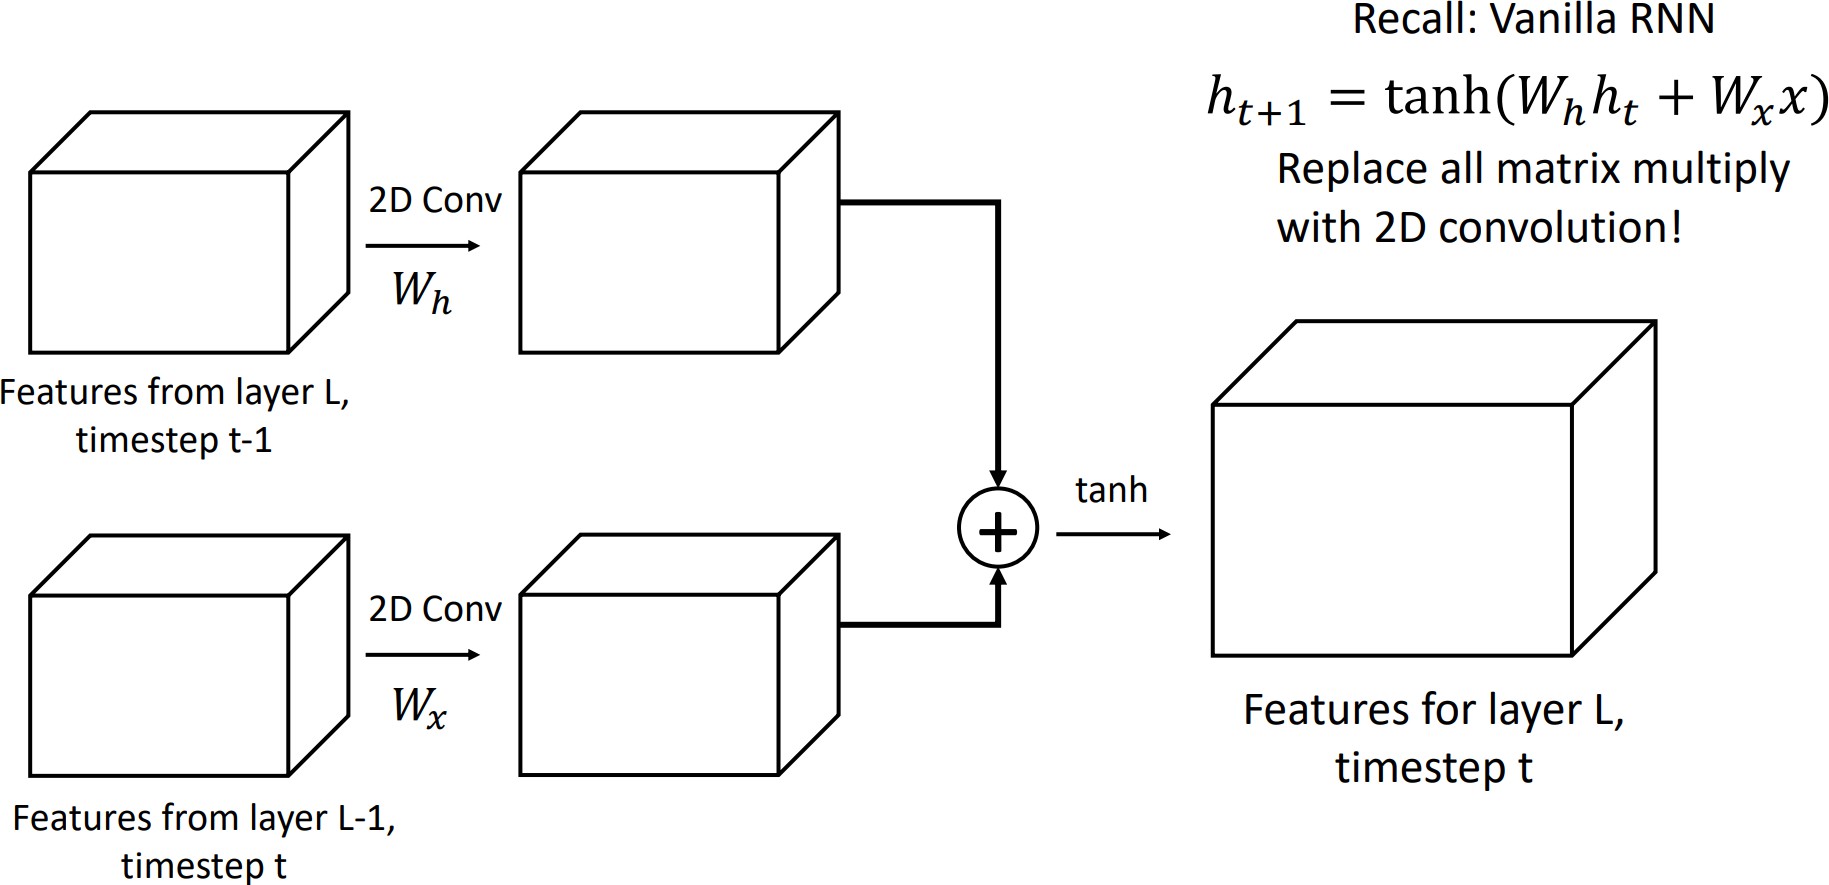 Recall: Vanilla RNN
h_{t+1} = tanh(W_h h_t + W_x x)
Replace all matrix multiply
with 2D convolution!
2D Conv
W_h
Features from layer L,
timestep t-1
+
tanh
2D Conv
W_x
Features from layer L-1,
timestep t
Features for layer L,
timestep t